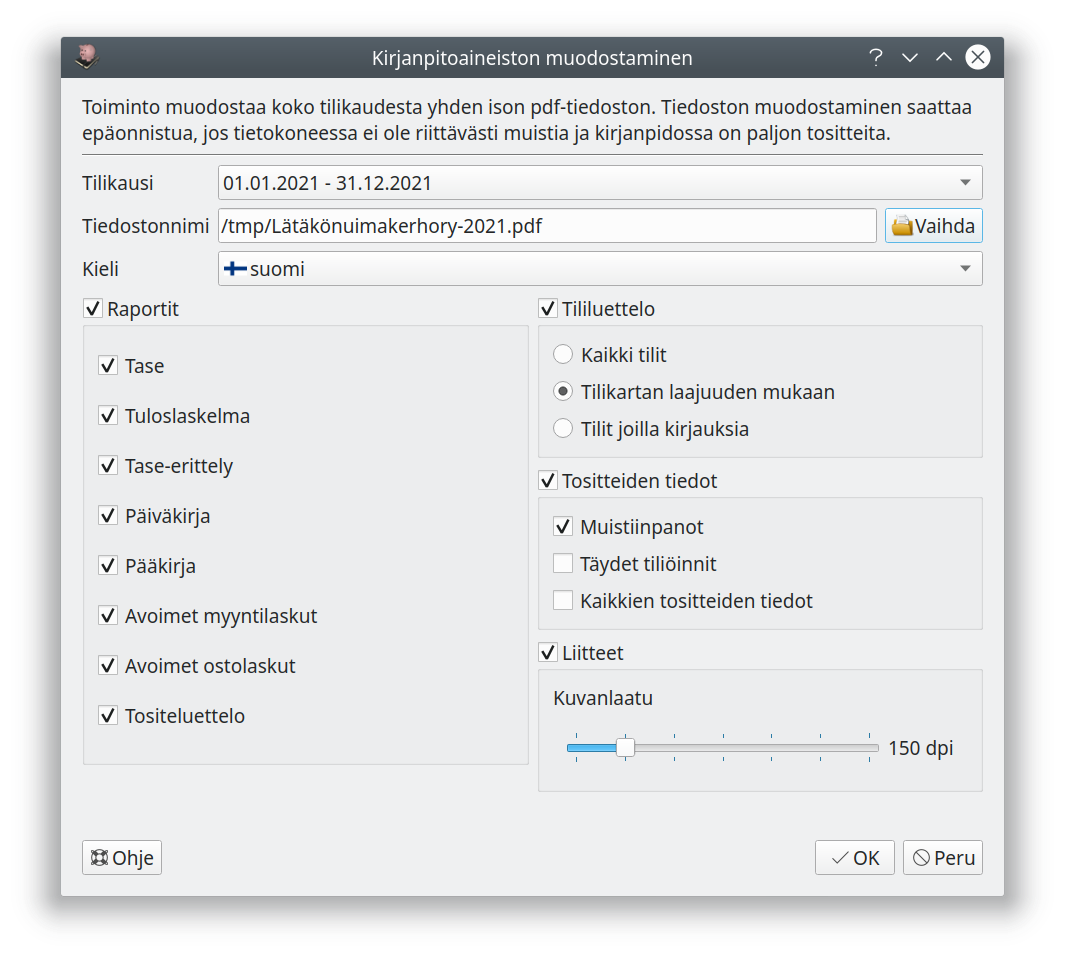 Kirjanpitoaineiston muodostaminen
Toiminto muodostaa koko tilikaudesta yhden ison pdf-tiedoston. Tiedoston muodostaminen saattaa
epäonnistua, jos tietokoneessa ei ole riittävästi muistia ja kirjanpidossa on paljon tositteita.
Tilikausi 01.01.2021 - 31.12.2021
Tiedostonnimi /tmp/Lätäkönuimakerhory-2021.pdf Vaihda
Kieli suomi
Raportit
Tase
Tuloslaskelma
Tase-erittely
Päiväkirja
Pääkirja
Avoimet myyntilaskut
Avoimet ostolaskut
Tositeluettelo
Tililuettelo
Kaikki tilit
Tilikartan laajuuden mukaan
Tilit joilla kirjauksia
Tositteiden tiedot
Muistiinpanot
Täydet tiliöinnit
Kaikkien tositteiden tiedot
Liitteet
Kuvanlaatu
150 dpi
Ohje OK Peru